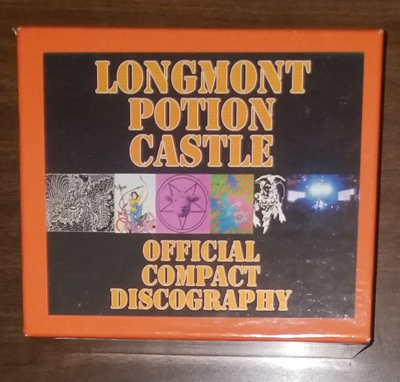 LONGMONT
POTION
CASTLE
OFFICIAL
COMPACT
DISCOGRAPHY